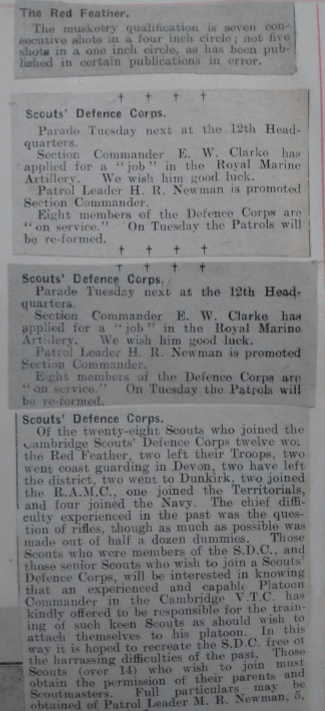 The Red Feather.
The musketry qualification is seven con-
secutive shots in a four inch circle; not five
shots in a one inch circle, as has been pub-
lished in certain publications in error.
† † † †
Scouts' Defence Corps.
Parade Tuesday next at the 12th Head-
quarters.
Section Commander E. W. Clarke has
applied for a "job" in the Royal Marine
Artillery. We wish him good luck.
Patrol Leader H. R. Newman is promoted
Section Commander.
Eight members of the Defence Corps are
"on service." On Tuesday the Patrols will
be re-formed.
† † † †
† † † †
Scouts' Defence Corps.
Parade Tuesday next at the 12th Head-
quarters.
Section Commander E. W. Clarke has
applied for a "job" in the Royal Marine
Artillery. We wish him good luck.
Patrol Leader H. R. Newman is promoted
Section Commander.
Eight members of the Defence Corps are
"on service." On Tuesday the Patrols will
be re-formed.
Scouts' Defence Corps.
Of the twenty-eight Scouts who joined the
Cambridge Scouts' Defence Corps twelve won
the Red Feather, two left their Troops, two
went coast guarding in Devon, two have left
the district, two went to Dunkirk, two joined
the R.A.M.C., one joined the Territorials,
and four joined the Navy. The chief diffi-
culty experienced in the past was the ques-
tion of rifles, though as much as possible was
made out of half a dozen dummies. Those
Scouts who were members of the S.D.C., and
those senior Scouts who wish to join a Scouts'
Defence Corps, will be interested in knowing
that an experienced and capable Platoon
Commander in the Cambridge V.T.C. has
kindly offered to be responsible for the train-
ing of such keen Scouts as should wish to
attach themselves to his platoon. In this
way it is hoped to recreate the S.D.C. free of
the harrassing difficulties of the past. Those
Scouts (over 14) who wish to join must
obtain the permission of their parents and
Scoutmasters. Full particulars may be
obtained of Patrol Leader M. R. Newman, 5,